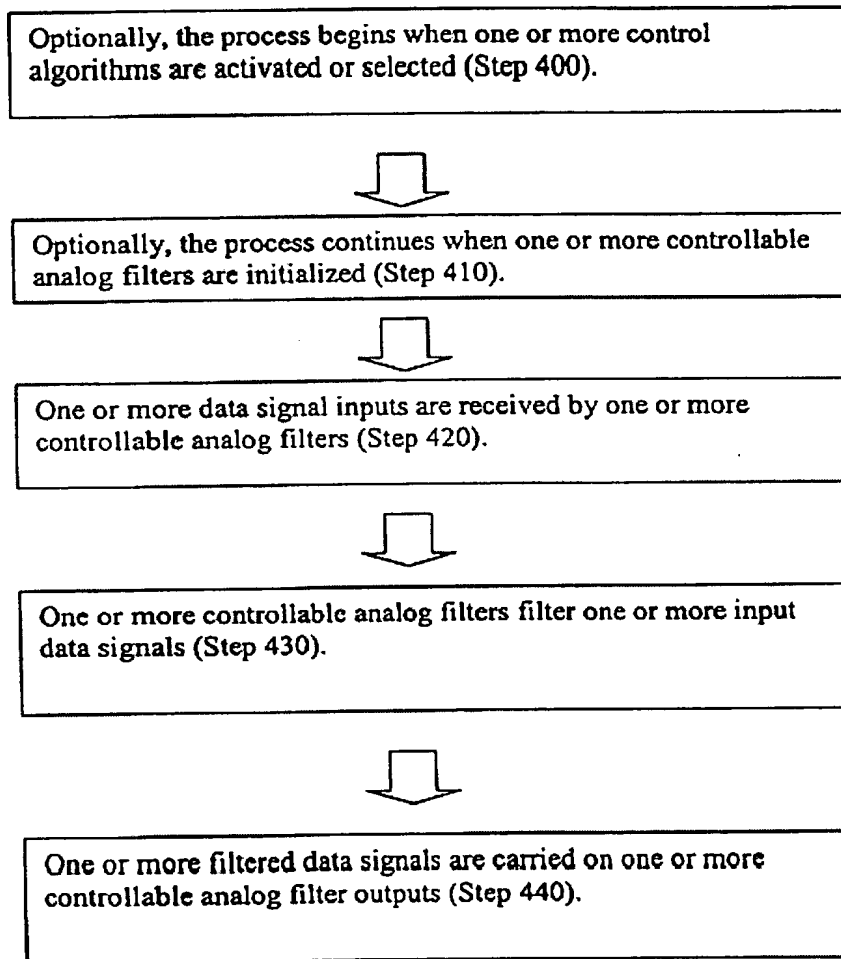 Optionally, the process begins when one or more control
algorithms are activated or selected (Step 400).
Optionally, the process continues when one or more controllable
analog filters are initialized (Step 410).
One or more data signal inputs are received by one or more
controllable analog filters (Step 420).
One or more controllable analog filters filter one or more input
data signals (Step 430).
One or more filtered data signals are carried on one or more
controllable analog filter outputs (Step 440).